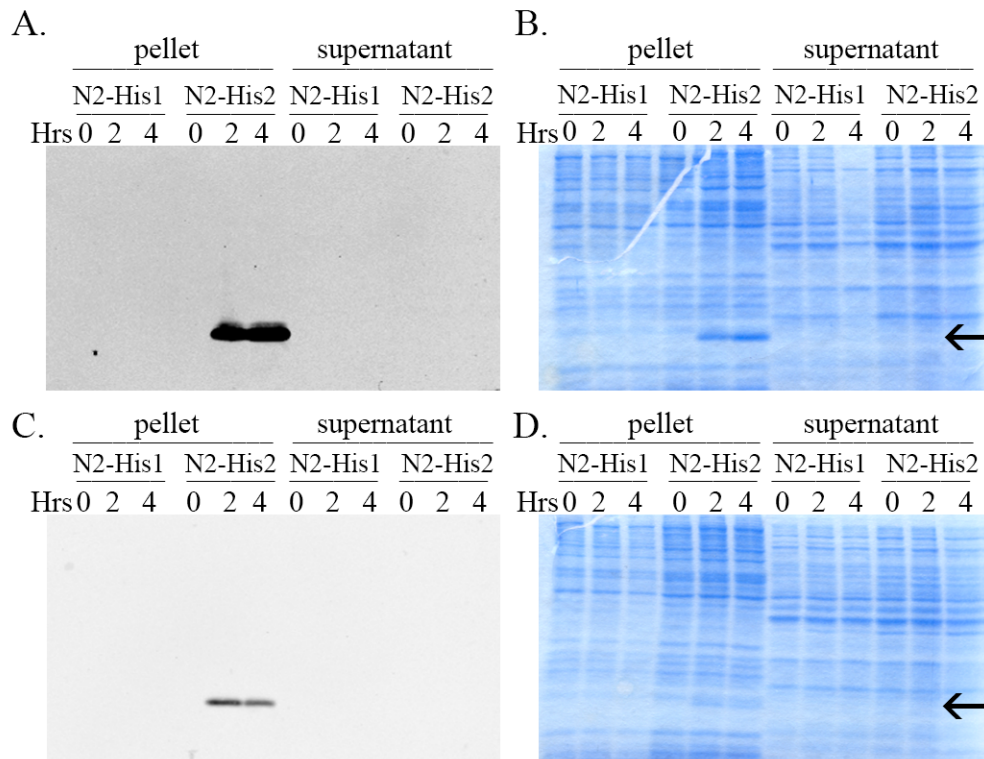 A.
B.
pellet supernatant
pellet supernatant
N2-His1 N2-His2 N2-His1 N2-His2
N2-His1 N2-His2 N2-His1 N2-His2
Hrs 0 2 4 0 2 4 0 2 4 0 2 4
0 2 4 0 2 4 0 2 4 0 2 4
C.
D.
pellet supernatant
pellet supernatant
N2-His1 N2-His2 N2-His1 N2-His2
N2-His1 N2-His2 N2-His1 N2-His2
Hrs 0 2 4 0 2 4 0 2 4 0 2 4
Hrs 0 2 4 0 2 4 0 2 4 0 2 4